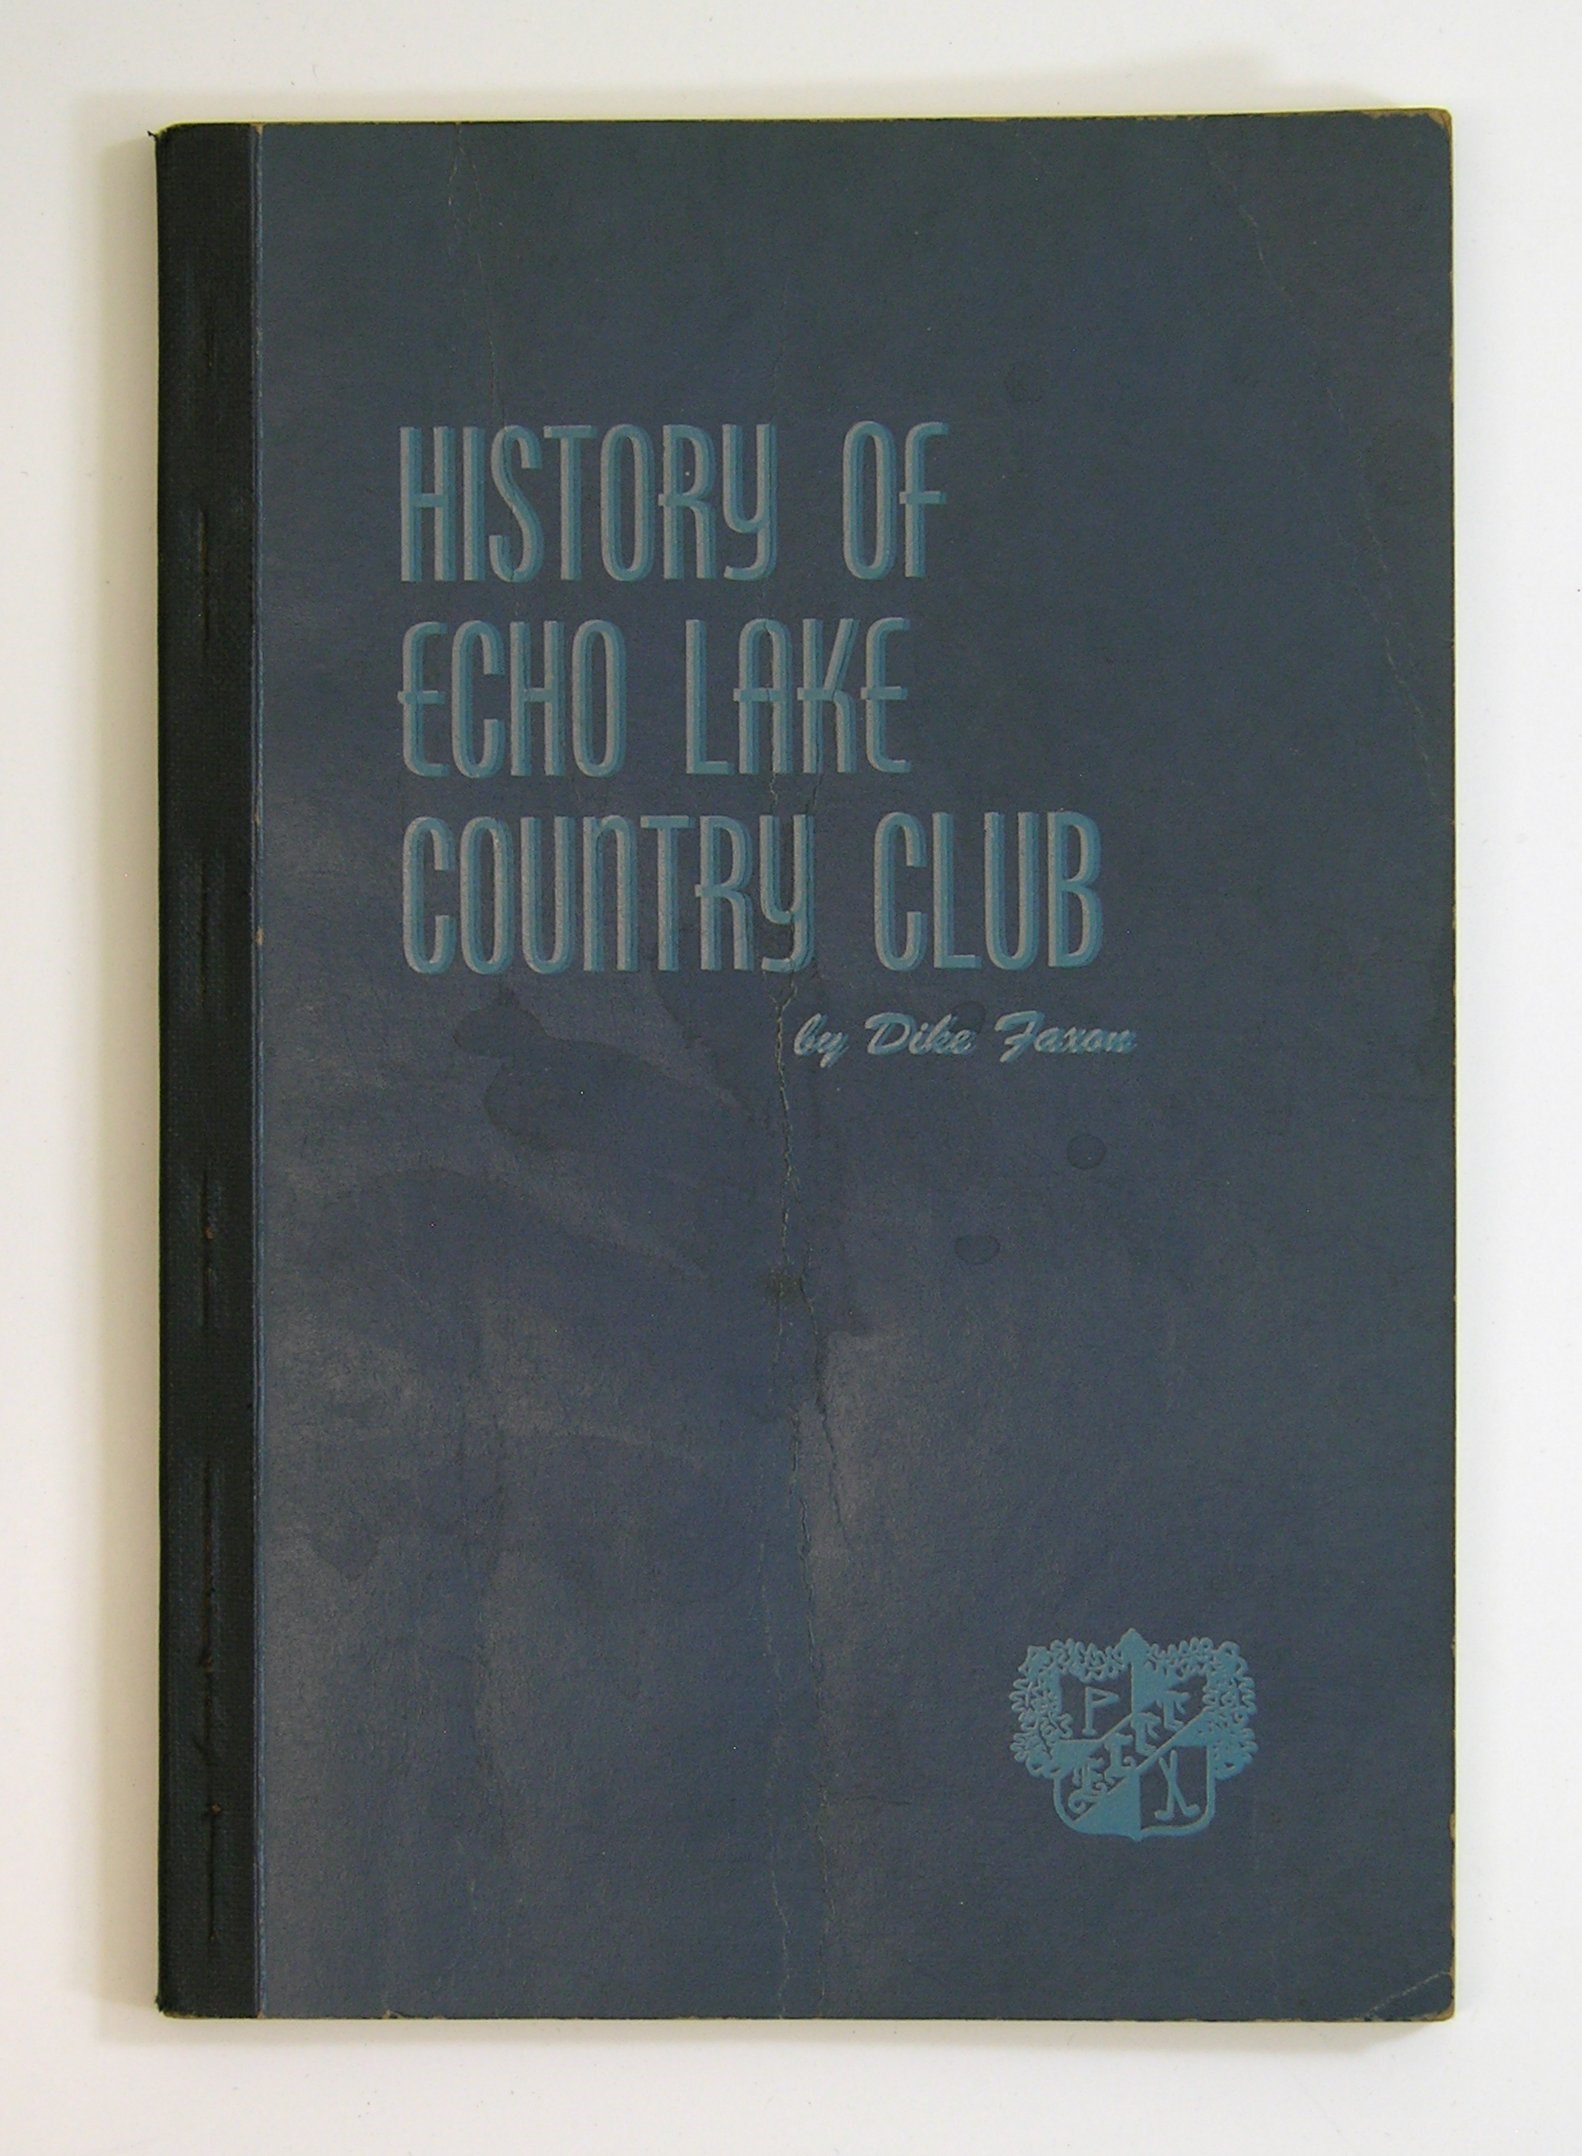 HISTORY OF
ECHO LAKE
COUNTRY CLUB
by Dike Faxon